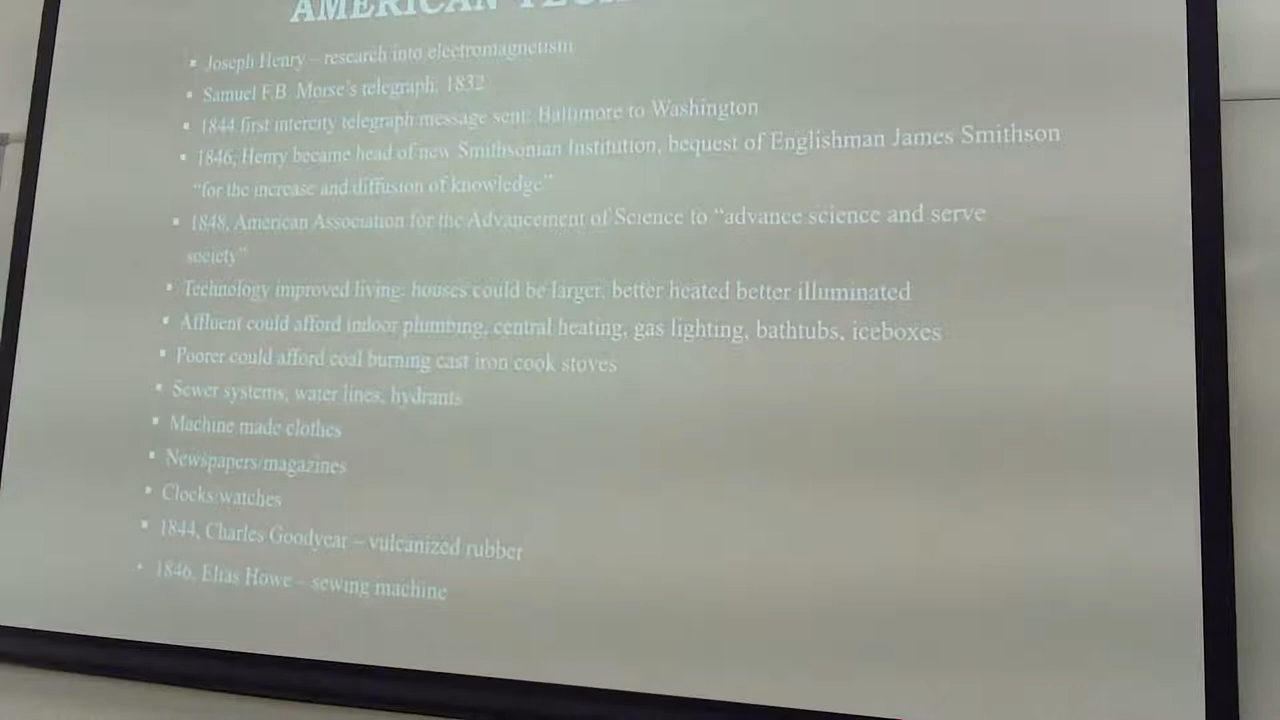 AMERICAN
▪ Joseph Henry – research into electromagnetism
▪ Samuel F.B. Morse's telegraph, 1832
▪ 1844 first intercity telegraph message sent: Baltimore to Washington
▪ 1846, Henry became head of new Smithsonian Institution, bequest of Englishman James Smithson
“for the increase and diffusion of knowledge”
▪ 1848, American Association for the Advancement of Science to “advance science and serve
society”
▪ Technology improved living: houses could be larger, better heated better illuminated
▪ Affluent could afford indoor plumbing, central heating, gas lighting, bathtubs, iceboxes
▪ Poorer could afford coal burning cast iron cook stoves
▪ Sewer systems, water lines, hydrants
▪ Machine made clothes
▪ Newspapers/magazines
▪ Clocks/watches
▪ 1844, Charles Goodyear – vulcanized rubber
▪ 1846, Elias Howe – sewing machine